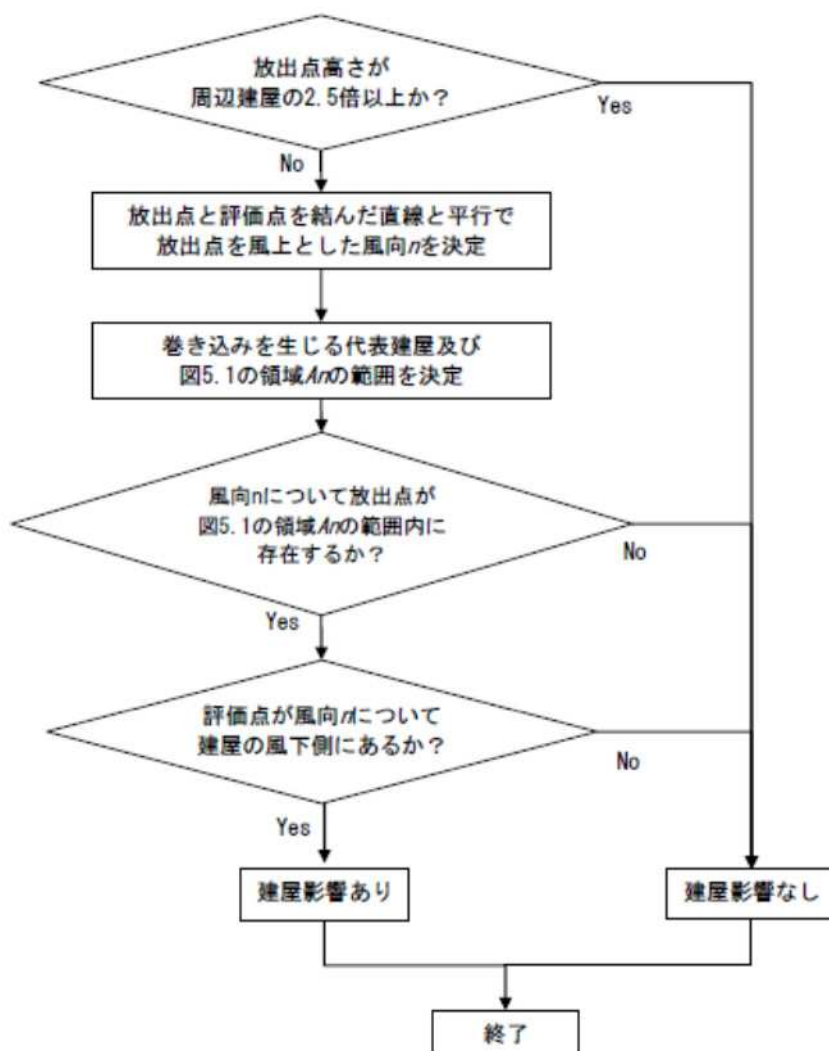 放出点高さが
周辺建屋の2.5倍以上か？
Yes
No
放出点と評価点を結んだ直線と平行で
放出点を風上とした風向nを決定
巻き込みを生じる代表建屋及び
図5.1の領域Anの範囲を決定
風向nについて放出点が
図5.1の領域Anの範囲内に
存在するか？
No
Yes
評価点が風向nについて
建屋の風下側にあるか？
No
Yes
建屋影響あり
建屋影響なし
終了